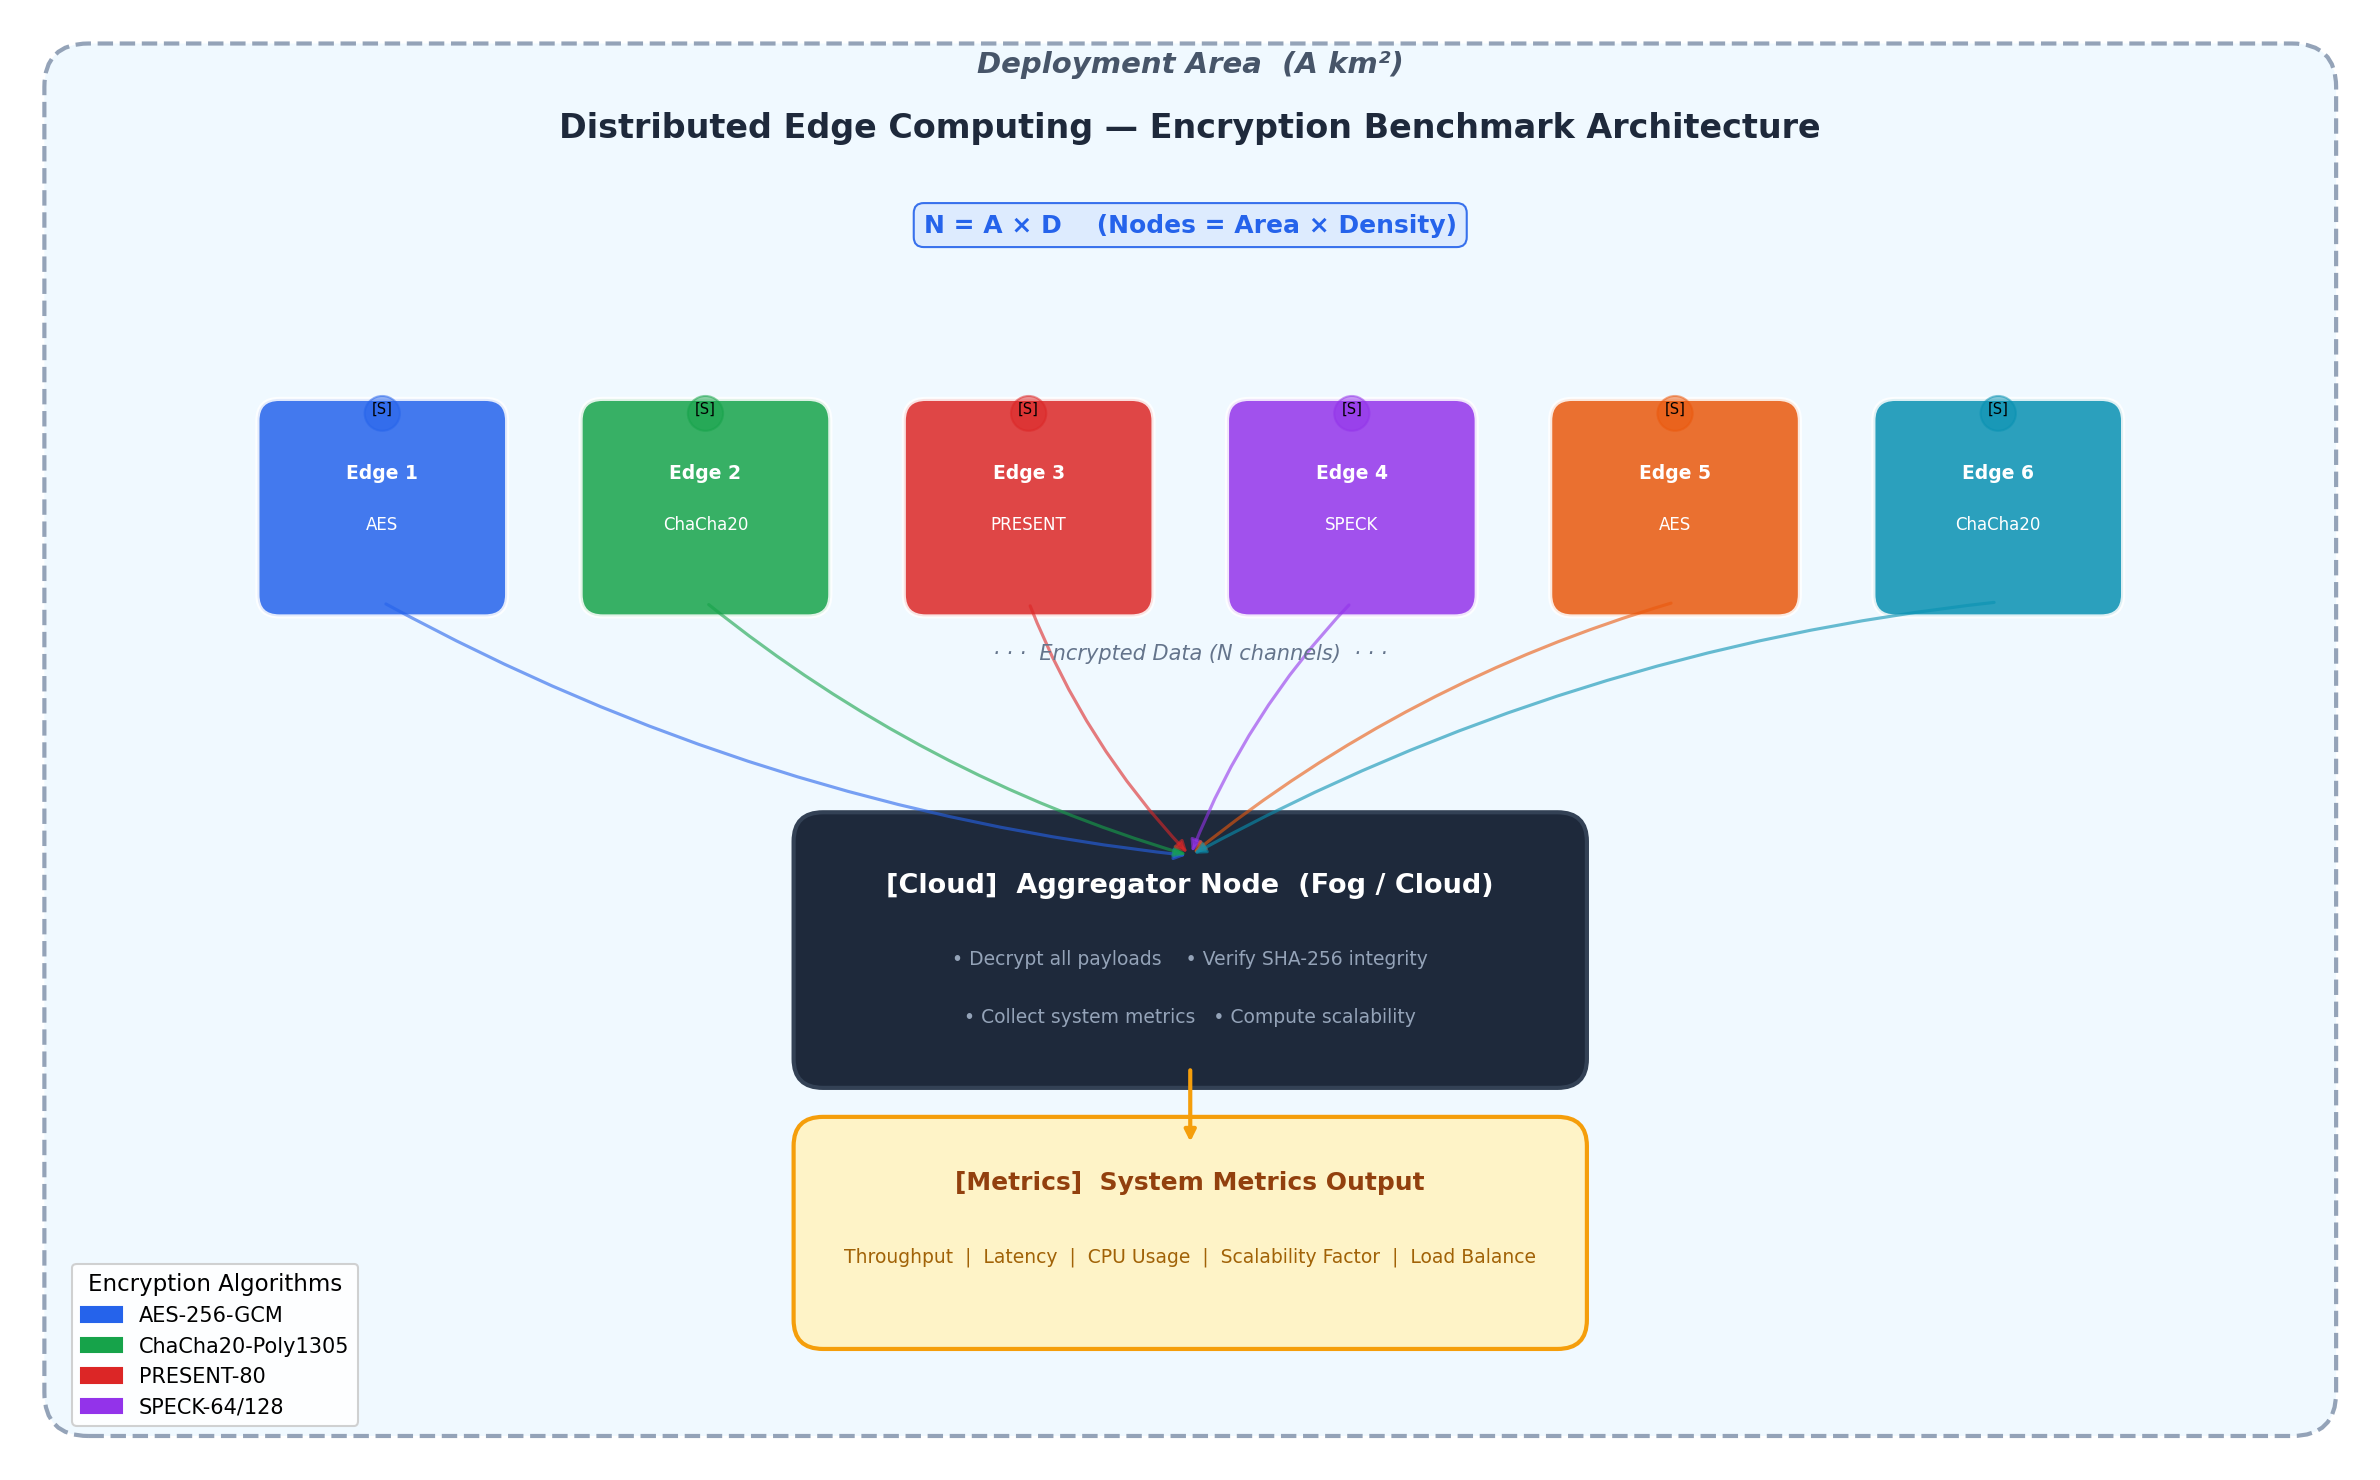 Deployment Area (A km²)
Distributed Edge Computing — Encryption Benchmark Architecture
N = A × D (Nodes = Area × Density)
[S] [S] [S] [S] [S] [S]
Edge 1 Edge 2 Edge 3 Edge 4 Edge 5 Edge 6
AES ChaCha20 PRESENT SPECK AES ChaCha20
· · · Encrypted Data (N channels) · · ·
[Cloud] Aggregator Node (Fog / Cloud)
• Decrypt all payloads • Verify SHA-256 integrity
• Collect system metrics • Compute scalability
[Metrics] System Metrics Output
Throughput | Latency | CPU Usage | Scalability Factor | Load Balance
Encryption Algorithms
AES-256-GCM
ChaCha20-Poly1305
PRESENT-80
SPECK-64/128